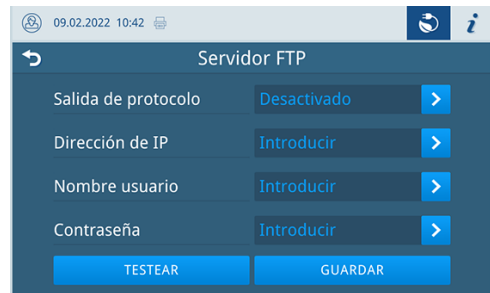 09.02.2022 10:42
i
Servidor FTP
Salida de protocolo Desactivado
Dirección de IP Introducir
Nombre usuario Introducir
Contraseña Introducir
TESTEAR GUARDAR